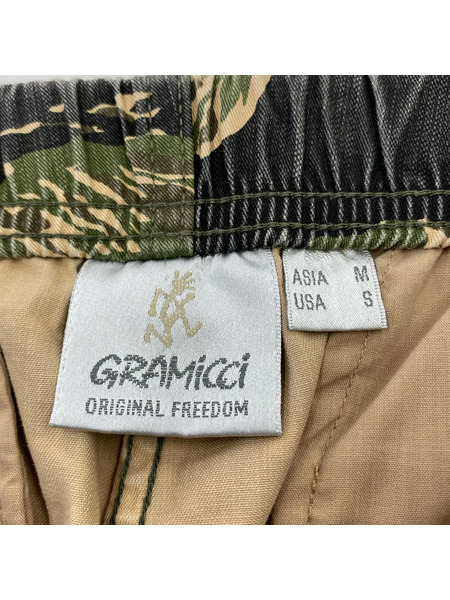 GRAMiCCi
ORIGINAL FREEDOM
ASIA M
USA S